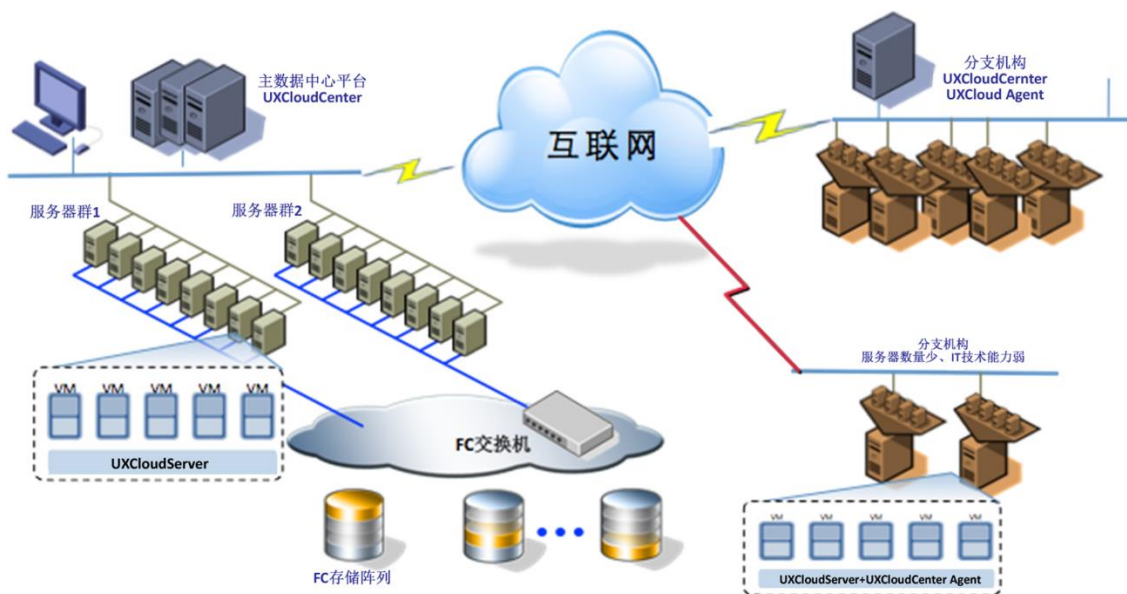 主数据中心平台
UXCloudCenter
分支机构
UXCloudCernter
UXCloud Agent
互联网
服务器群1
服务器群2
分支机构
服务器数量少、IT技术能力弱
VM
VM
VM
VM
VM
UXCloudServer
FC交换机
FC存储阵列
VM
VM
VM
VM
VM
UXCloudServer+UXCloudCenter Agent